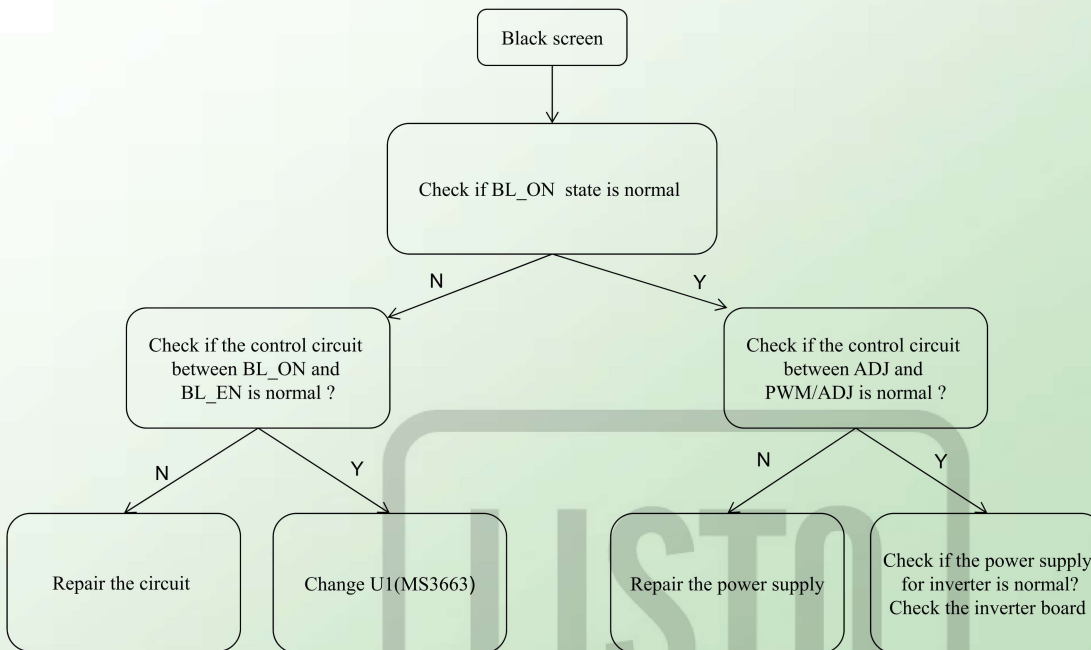 Black screen
Check if BL_ON state is normal
N
Y
Check if the control circuit
between BL_ON and
BL_EN is normal ?
Check if the control circuit
between ADJ and
PWM/ADJ is normal ?
N
Y
N
Y
Repair the circuit
Change U1(MS3663)
Repair the power supply
Check if the power supply
for inverter is normal?
Check the inverter board
LISTO